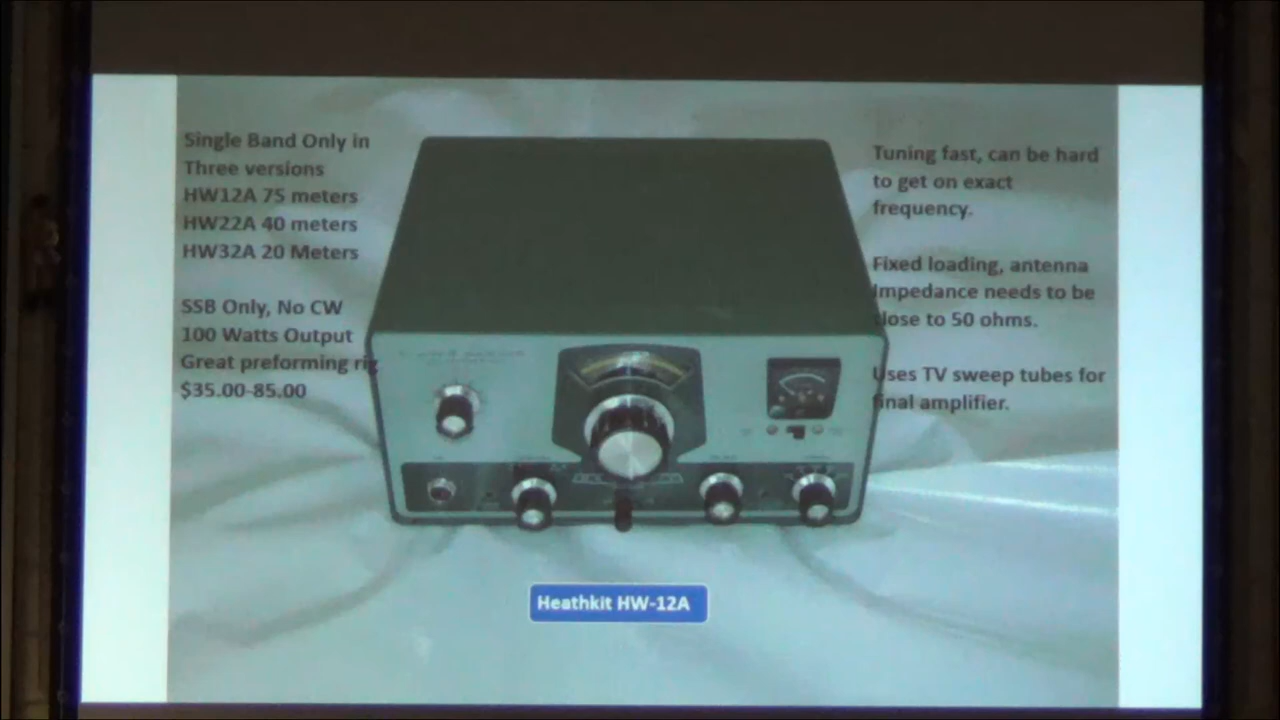 Single Band Only in
Three versions
HW12A 75 meters
HW22A 40 meters
HW32A 20 Meters
SSB Only, No CW
100 Watts Output
Great preforming rig
$35.00-85.00
Tuning fast, can be hard
to get on exact
frequency.
Fixed loading, antenna
impedance needs to be
close to 50 ohms.
Uses TV sweep tubes for
final amplifier.
Heathkit HW-12A